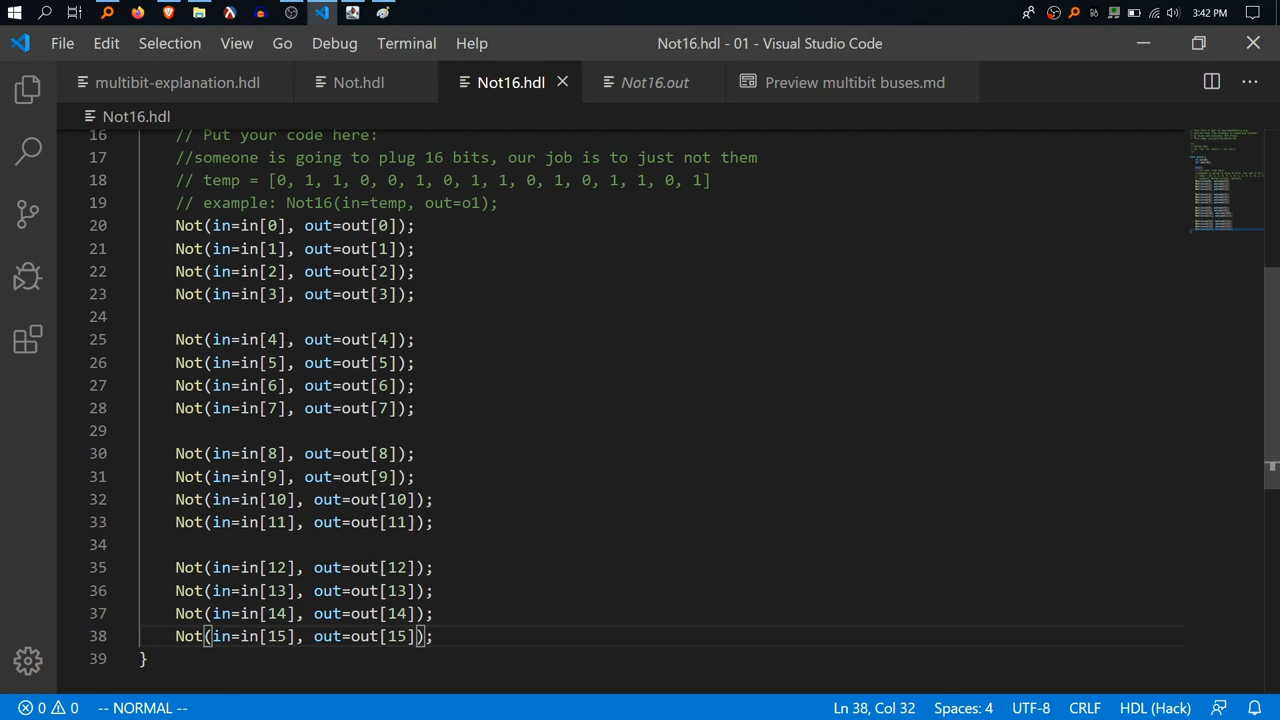 3:42 PM
File Edit Selection View Go Debug Terminal Help Not16.hdl - 01 - Visual Studio Code
multibit-explanation.hdl Not.hdl Not16.hdl Not16.out Preview multibit buses.md
Not16.hdl
16 // Put your code here:
17 //someone is going to plug 16 bits, our job is to just not them
18 // temp = [0, 1, 1, 0, 0, 1, 0, 1, 1, 0, 1, 0, 1, 1, 0, 1]
19 // example: Not16(in=temp, out=o1);
20 Not(in=in[0], out=out[0]);
21 Not(in=in[1], out=out[1]);
22 Not(in=in[2], out=out[2]);
23 Not(in=in[3], out=out[3]);
24
25 Not(in=in[4], out=out[4]);
26 Not(in=in[5], out=out[5]);
27 Not(in=in[6], out=out[6]);
28 Not(in=in[7], out=out[7]);
29
30 Not(in=in[8], out=out[8]);
31 Not(in=in[9], out=out[9]);
32 Not(in=in[10], out=out[10]);
33 Not(in=in[11], out=out[11]);
34
35 Not(in=in[12], out=out[12]);
36 Not(in=in[13], out=out[13]);
37 Not(in=in[14], out=out[14]);
38 Not(in=in[15], out=out[15]);
39 }
0 0 -- NORMAL -- Ln 38, Col 32 Spaces: 4 UTF-8 CRLF HDL (Hack)